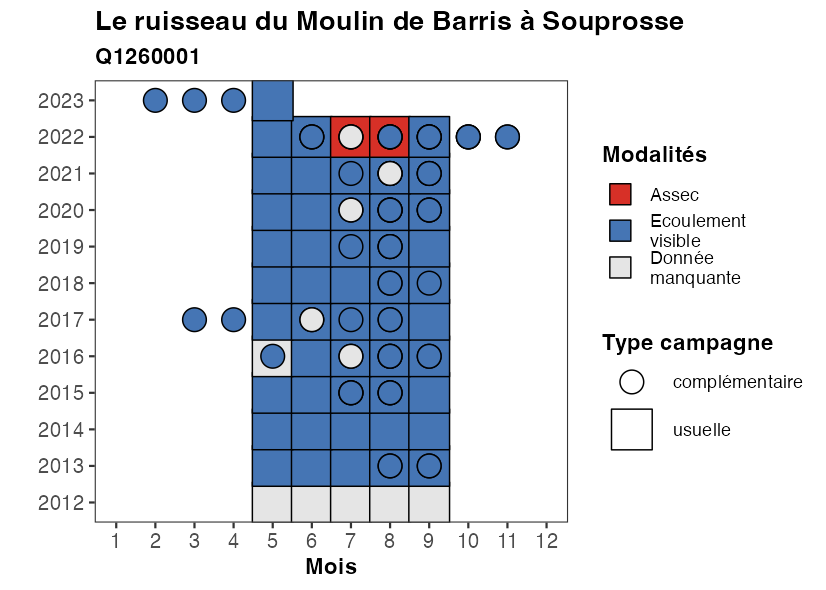 Le ruisseau du Moulin de Barris à Souprosse
Q1260001
2023
2022
2021
2020
2019
2018
2017
2016
2015
2014
2013
2012
1 2 3 4 5 6 7 8 9 10 11 12
Mois
Modalités
Assec
Ecoulement
visible
Donnée
manquante
Type campagne
complémentaire
usuelle